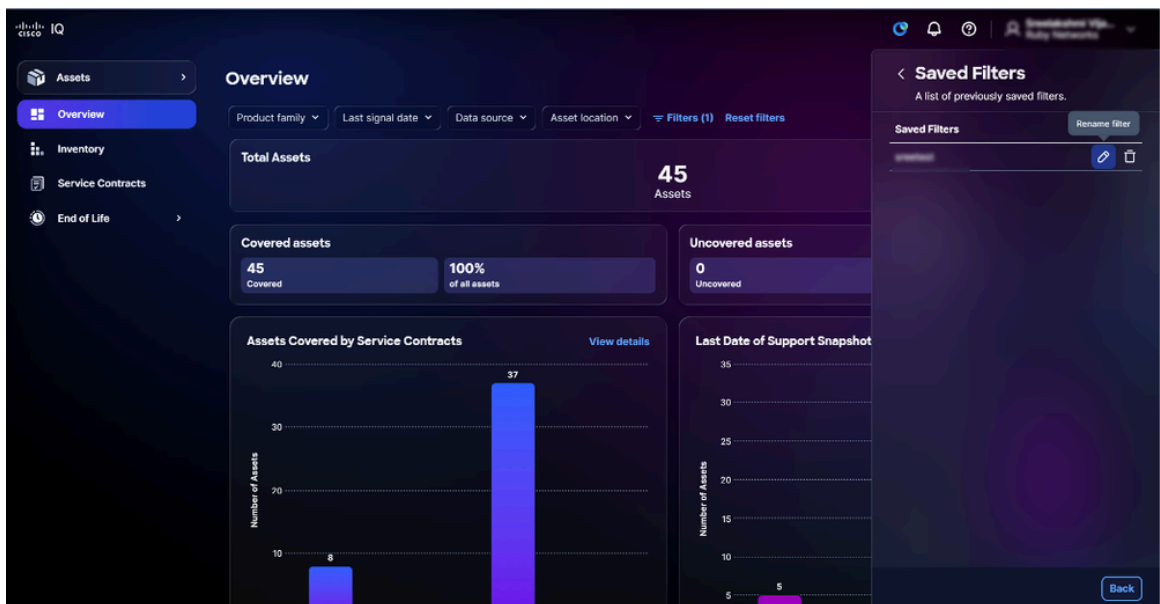 cisco IQ
Assets
Overview
Inventory
Service Contracts
End of Life
Overview
Product family
Last signal date
Data source
Asset location
Filters (1)
Reset filters
Total Assets
45
Assets
Covered assets
45
Covered
100%
of all assets
Uncovered assets
0
Uncovered
Assets Covered by Service Contracts
View details
Number of Assets
40
30
20
10
37
8
Last Date of Support Snapshot
Number of Assets
35
30
25
20
15
10
5
5
Saved Filters
A list of previously saved filters.
Saved Filters
Rename filter
Back